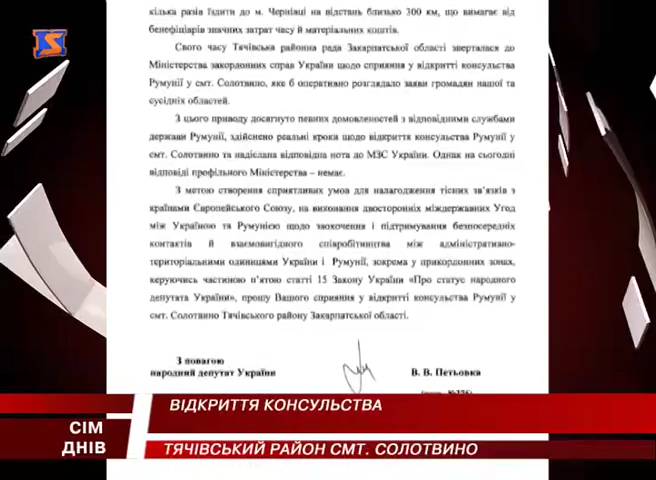 кілька разів їздити до м. Чернівці на відстань близько 300 км, що вимагає від
бенефіціарів значних затрат часу й матеріальних коштів.
Свого часу Тячівська районна рада Закарпатської області зверталася до
Міністерства закордонних справ України щодо сприяння у відкритті консульства
Румунії у смт. Солотвино, яке б оперативно розглядало заяви громадян нашої та
сусідніх областей.
З цього приводу досягнуто певних домовленостей з відповідними службами
держави Румунії, здійснено реальні кроки щодо відкриття консульства Румунії у
смт. Солотвино та надіслана відповідна нота до МЗС України. Однак на сьогодні
відповіді профільного Міністерства – немає.
З метою створення сприятливих умов для налагодження тісних зв'язків з
країнами Європейського Союзу, на виконання двосторонніх міждержавних Угод
між Україною та Румунією щодо заохочення і підтримування безпосередніх
контактів й взаємовигідного співробітництва між адміністративно-
територіальними одиницями України і Румунії, зокрема у прикордонних зонах,
керуючись частиною п'ятою статті 15 Закону України «Про статус народного
депутата України», прошу Вашого сприяння у відкритті консульства Румунії у
смт. Солотвино Тячівського району Закарпатської області.
З повагою
народний депутат України В. В. Петьовка
ВІДКРИТТЯ КОНСУЛЬСТВА
СІМ
ДНІВ
ТЯЧІВСЬКИЙ РАЙОН СМТ. СОЛОТВИНО